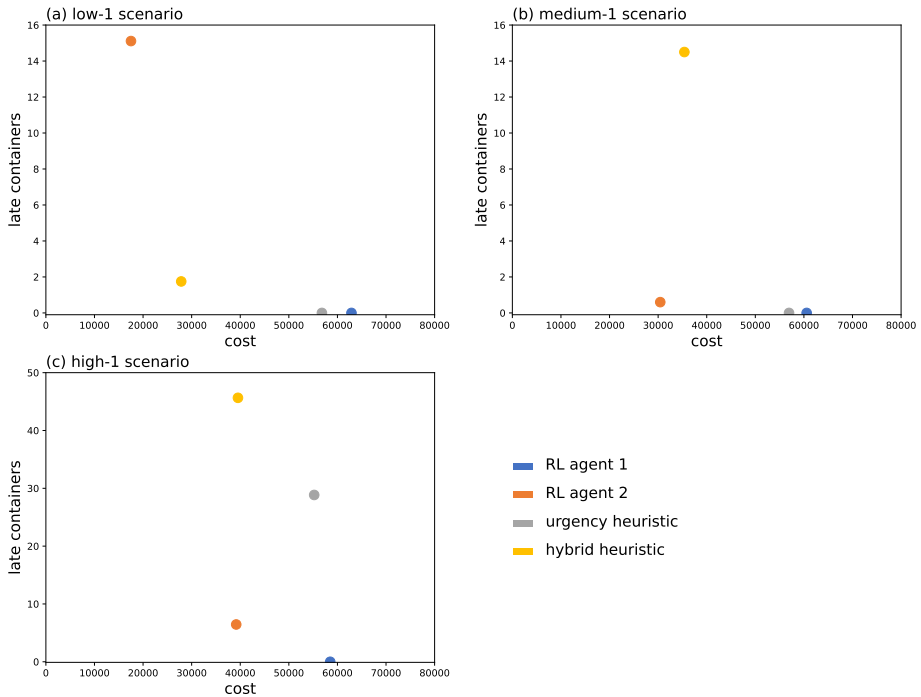 (a) low-1 scenario
16
14
12
10
8
6
4
2
0
late containers
0 10000 20000 30000 40000 50000 60000 70000 80000
cost
(b) medium-1 scenario
16
14
12
10
8
6
4
2
0
late containers
0 10000 20000 30000 40000 50000 60000 70000 80000
cost
(c) high-1 scenario
50
40
30
20
10
0
late containers
0 10000 20000 30000 40000 50000 60000 70000 80000
cost
RL agent 1
RL agent 2
urgency heuristic
hybrid heuristic